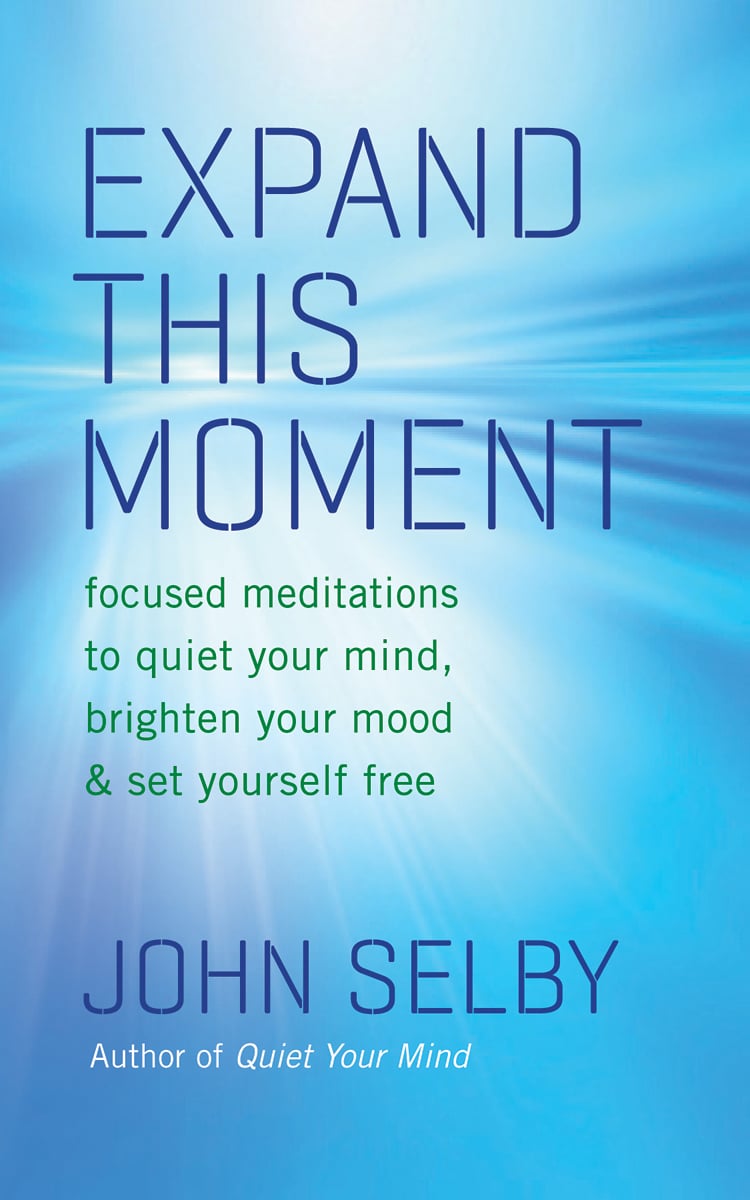 EXPAND
THIS
MOMENT
focused meditations
to quiet your mind,
brighten your mood
& set yourself free
JOHN SELBY
Author of Quiet Your Mind